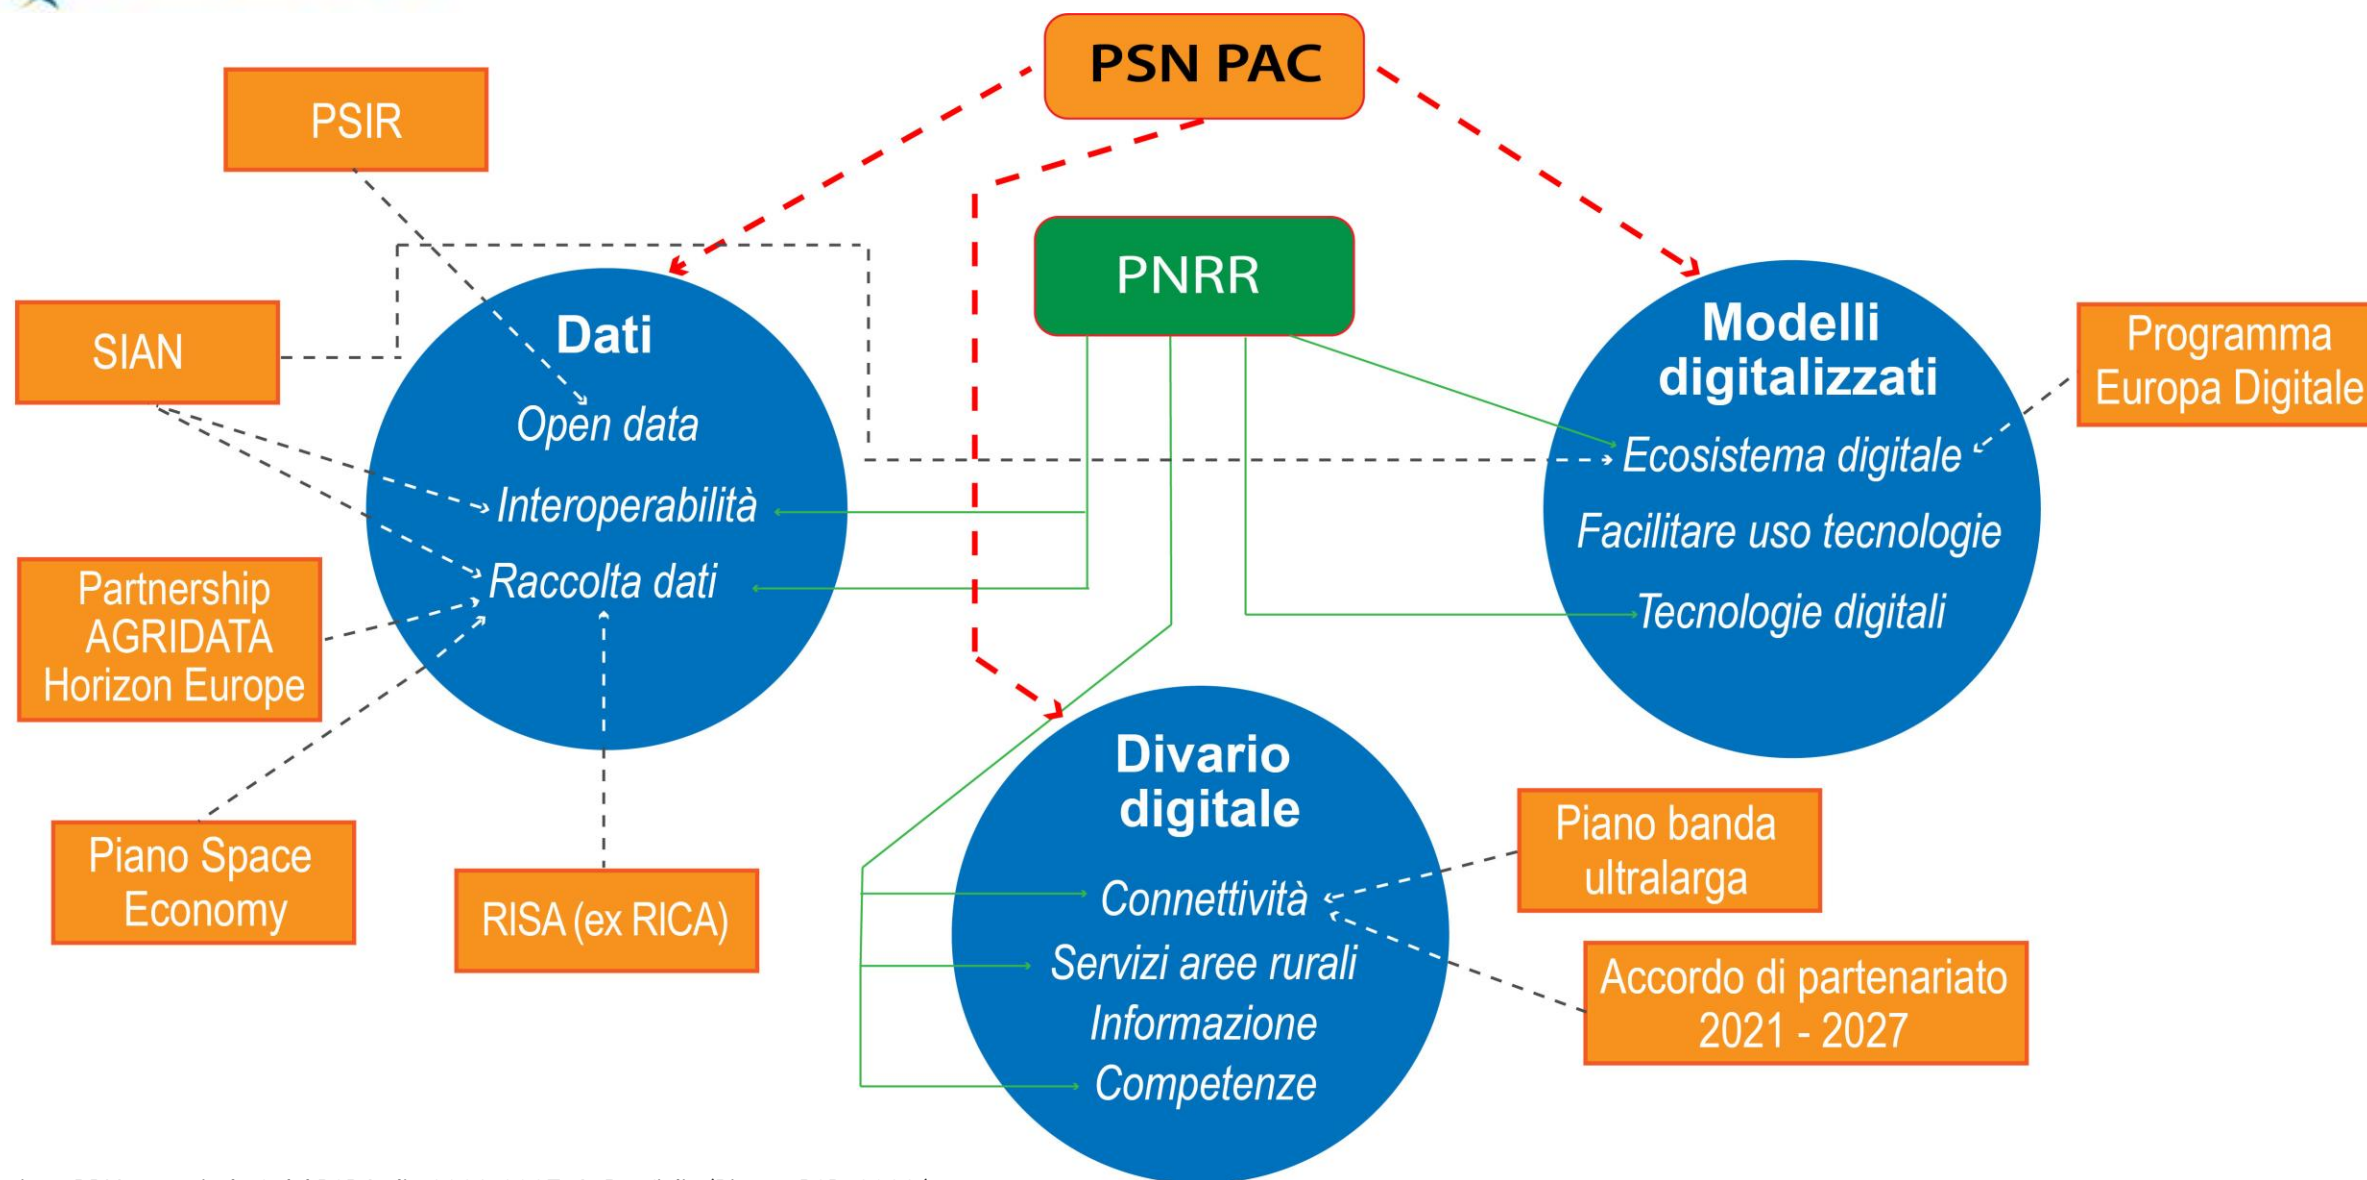 PSN PAC
PSIR
PNRR
SIAN
Dati
Open data
Interoperabilità
Raccolta dati
Modelli
digitalizzati
Ecosistema digitale
Facilitare uso tecnologie
Tecnologie digitali
Programma
Europa Digitale
Partnership
AGRIDATA
Horizon Europe
Piano Space
Economy
RISA (ex RICA)
Divario
digitale
Connettività
Servizi aree rurali
Informazione
Competenze
Piano banda
ultralarga
Accordo di partenariato
2021 - 2027